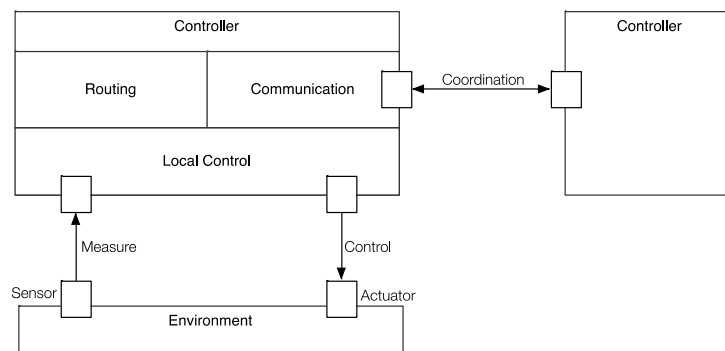 Controller
Controller
Routing
Communication
Coordination
Local Control
Measure
Control
Sensor
Actuator
Environment